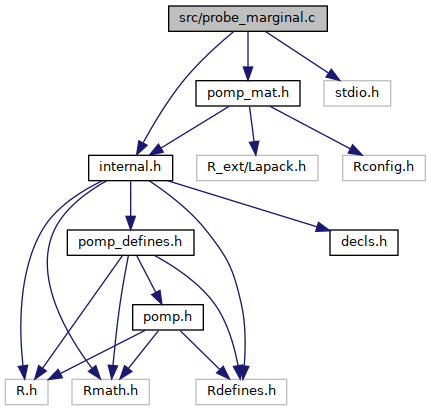 src/probe_marginal.c
pomp_mat.h
stdio.h
internal.h
R_ext/Lapack.h
Rconfig.h
pomp_defines.h
decls.h
pomp.h
R.h
Rmath.h
Rdefines.h